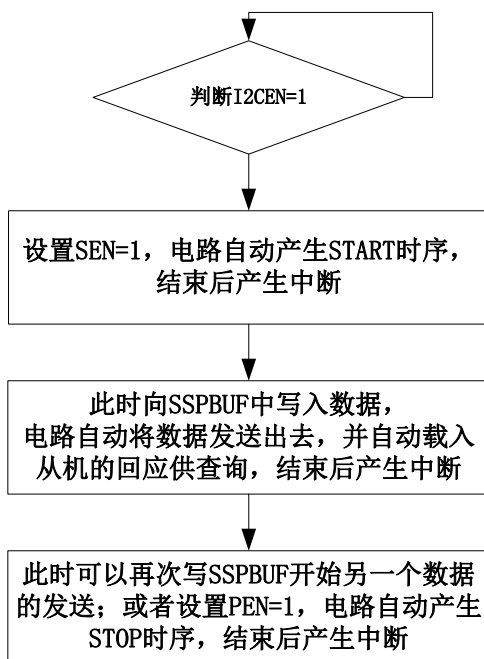 判断I2CEN=1
设置SEN=1，电路自动产生START时序，
结束后产生中断
此时向SSPBUF中写入数据，
电路自动将数据发送出去，并自动载入
从机的回应供查询，结束后产生中断
此时可以再次写SSPBUF开始另一个数据
的发送；或者设置PEN=1，电路自动产生
STOP时序，结束后产生中断